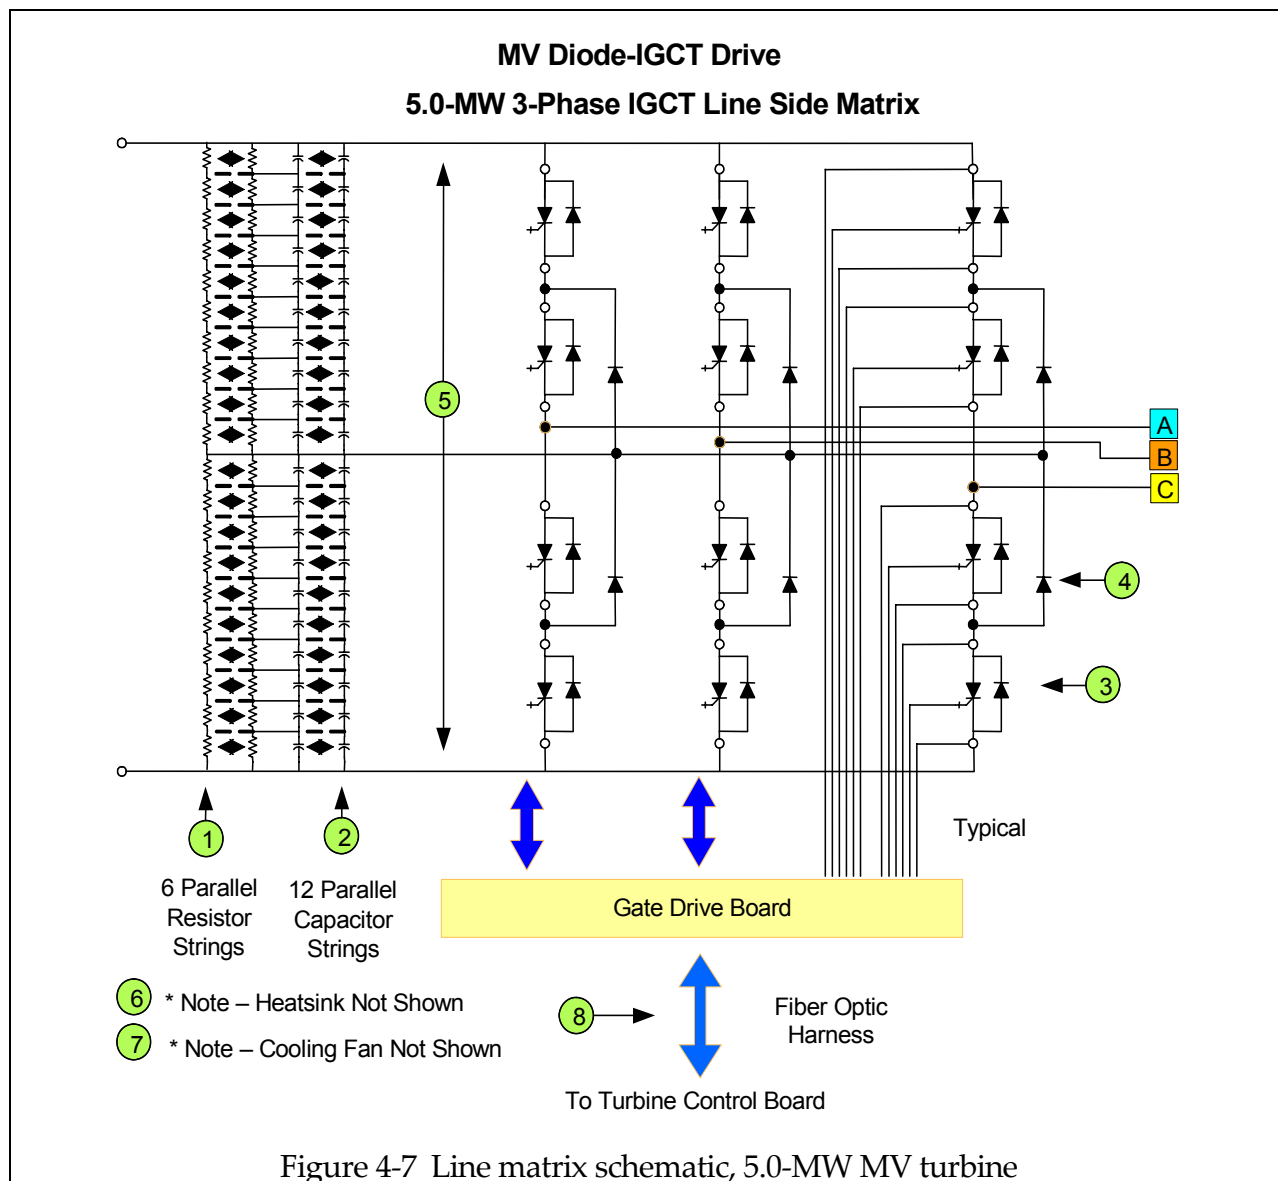 MV Diode-IGCT Drive
5.0-MW 3-Phase IGCT Line Side Matrix
5
A
B
C
4
3
1
2
Typical
6 Parallel
Resistor
Strings
12 Parallel
Capacitor
Strings
Gate Drive Board
6 * Note – Heatsink Not Shown
7 * Note – Cooling Fan Not Shown
8
Fiber Optic
Harness
To Turbine Control Board
Figure 4-7 Line matrix schematic, 5.0-MW MV turbine